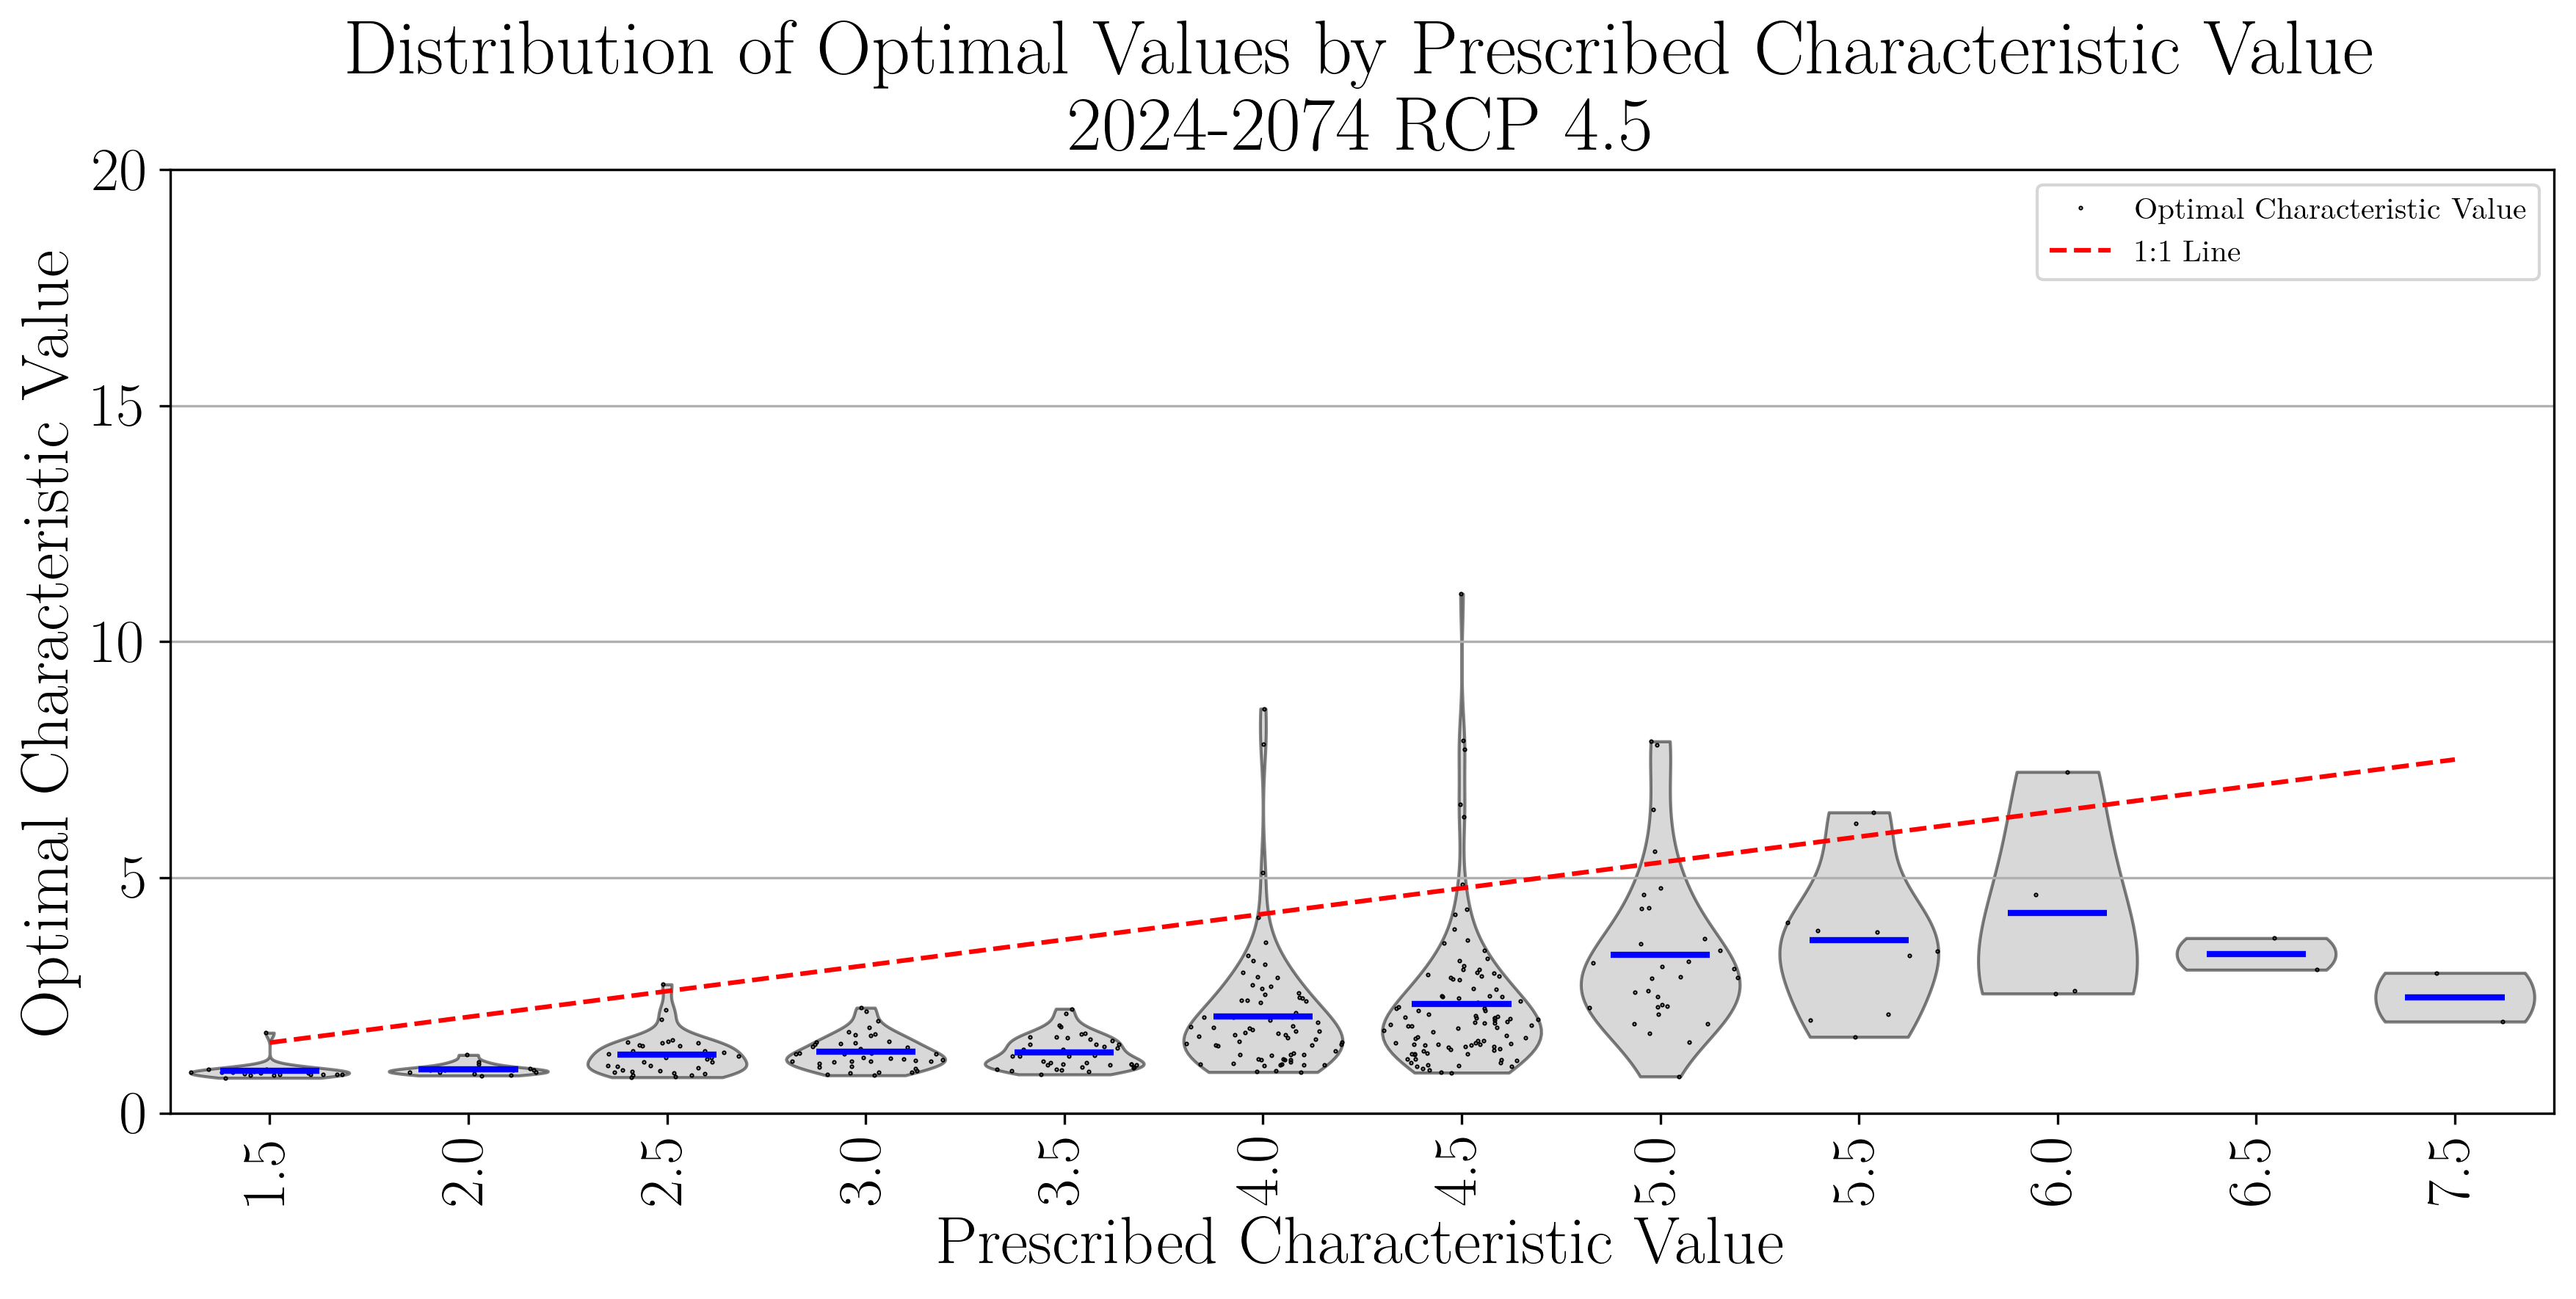 Distribution of Optimal Values by Prescribed Characteristic Value
2024-2074 RCP 4.5
Optimal Characteristic Value
20
15
10
5
0
Optimal Characteristic Value
1:1 Line
1.5 2.0 2.5 3.0 3.5 4.0 4.5 5.0 5.5 6.0 6.5 7.5
Prescribed Characteristic Value